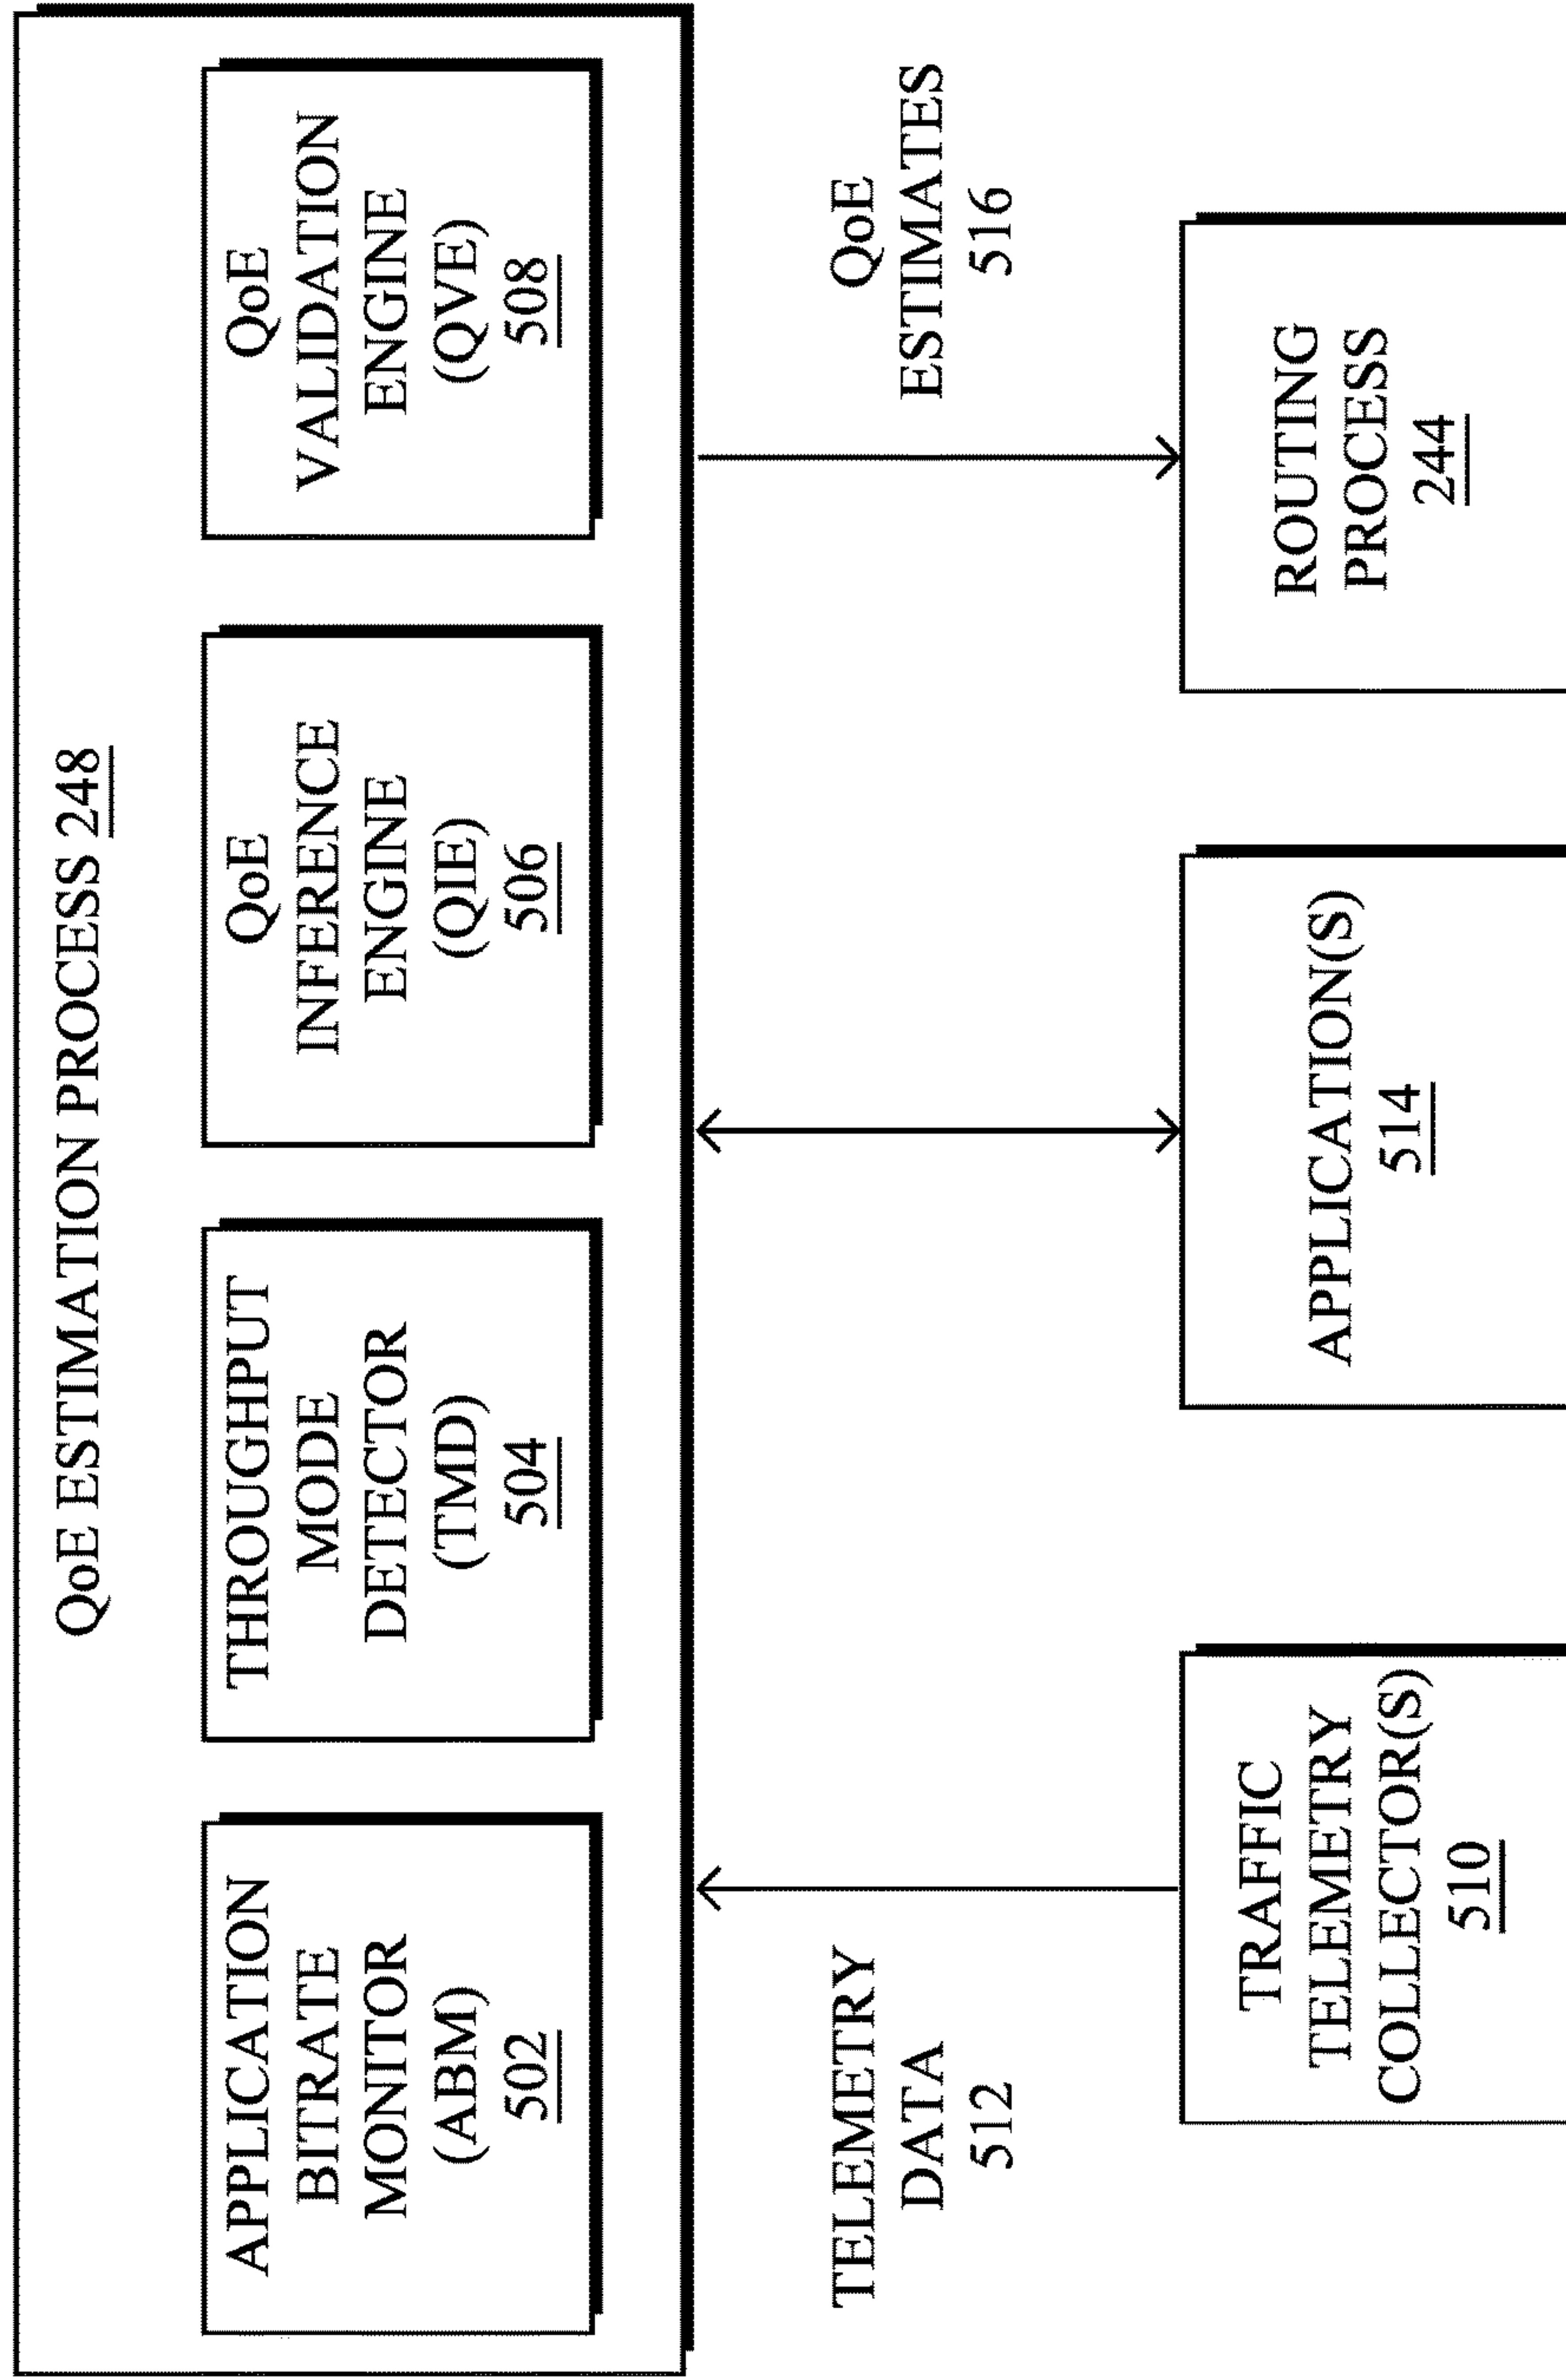 QoE ESTIMATION PROCESS 248
APPLICATION
BITRATE
MONITOR
(ABM)
502
THROUGHPUT
MODE
DETECTOR
(TMD)
504
QoE
INFERENCE
ENGINE
(QIE)
506
QoE
VALIDATION
ENGINE
(QVE)
508
TELEMETRY
DATA
512
QoE
ESTIMATES
516
TRAFFIC
TELEMETRY
COLLECTOR(S)
510
APPLICATION(S)
514
ROUTING
PROCESS
244